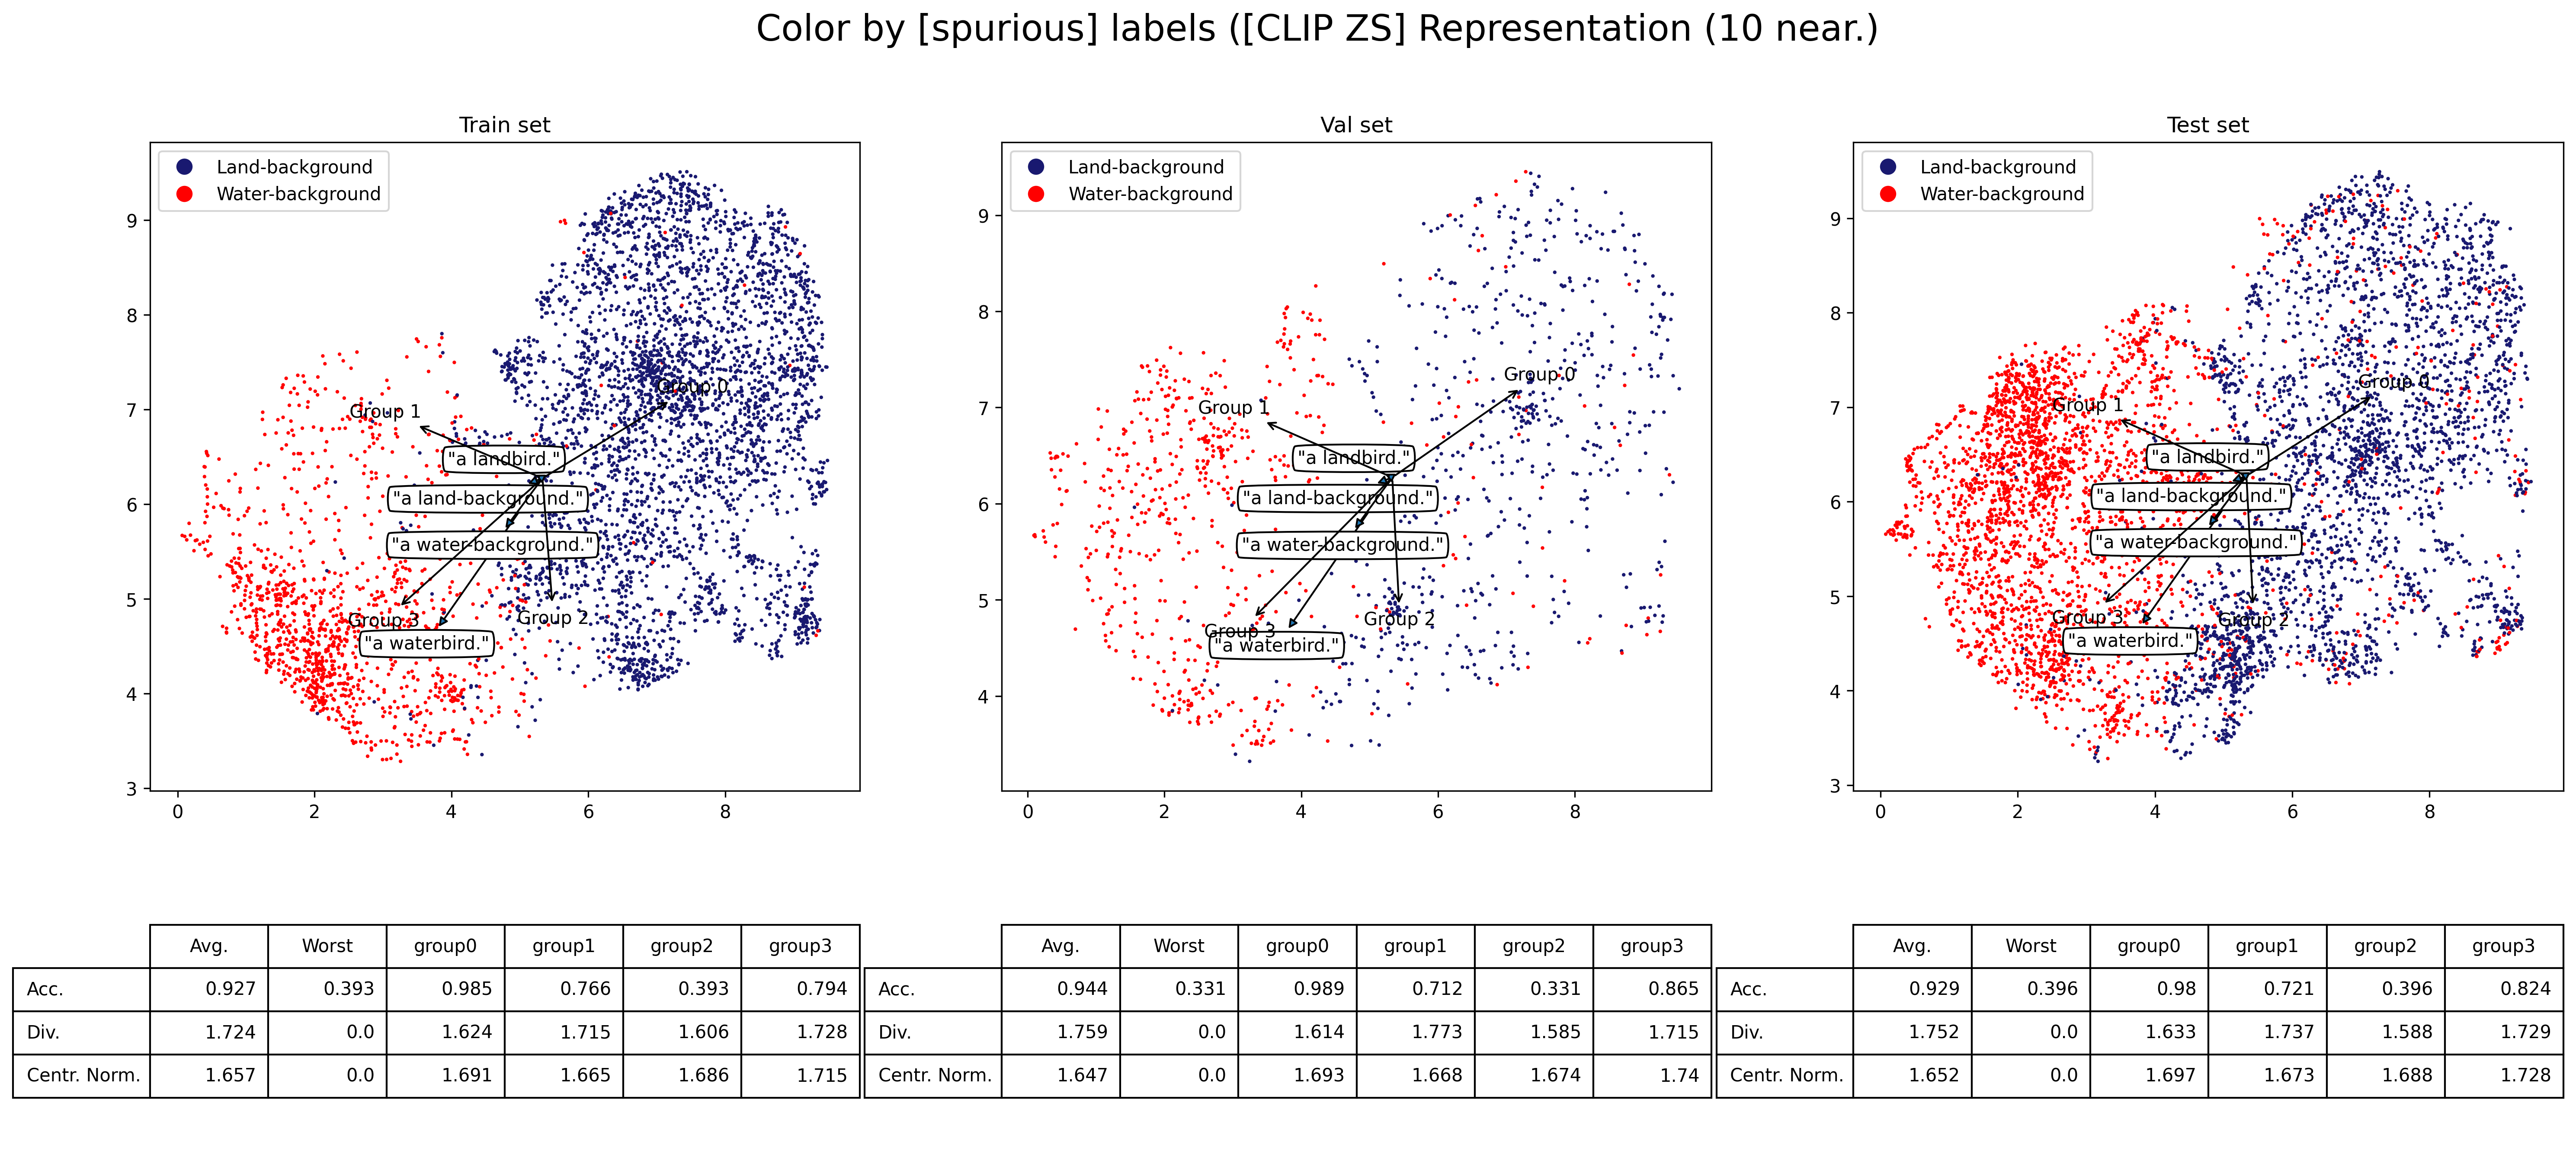 Color by [spurious] labels ([CLIP ZS] Representation (10 near.)
Train set
Land-background
Water-background
9
8
7
6
5
4
3
0 2 4 6 8
Group 0
Group 1
"a landbird."
"a land-background."
"a water-background."
Group 2
Group 3
"a waterbird."
Val set
Land-background
Water-background
9
8
7
6
5
4
0 2 4 6 8
Group 0
Group 1
"a landbird."
"a land-background."
"a water-background."
Group 2
Group 3
"a waterbird."
Test set
Land-background
Water-background
9
8
7
6
5
4
3
0 2 4 6 8
Group 0
Group 1
"a landbird."
"a land-background."
"a water-background."
Group 2
Group 3
"a waterbird."
Avg. Worst group0 group1 group2 group3
Acc. 0.927 0.393 0.985 0.766 0.393 0.794
Div. 1.724 0.0 1.624 1.715 1.606 1.728
Centr. Norm. 1.657 0.0 1.691 1.665 1.686 1.715
Avg. Worst group0 group1 group2 group3
Acc. 0.944 0.331 0.989 0.712 0.331 0.865
Div. 1.759 0.0 1.614 1.773 1.585 1.715
Centr. Norm. 1.647 0.0 1.693 1.668 1.674 1.74
Avg. Worst group0 group1 group2 group3
Acc. 0.929 0.396 0.98 0.721 0.396 0.824
Div. 1.752 0.0 1.633 1.737 1.588 1.729
Centr. Norm. 1.652 0.0 1.697 1.673 1.688 1.728